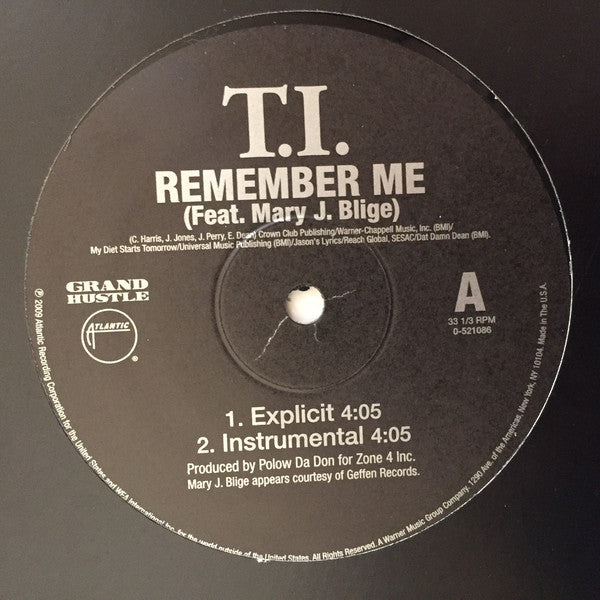 T.I.
REMEMBER ME
(Feat. Mary J. Blige)
(C. Harris, J. Jones, J. Perry, E. Dean) Crown Club Publishing/Warner-Chappell Music, Inc. (BMI)/
My Diet Starts Tomorrow/Universal Music Publishing (BMI)/Jason's Lyrics/Reach Global, SESAC/Dat Damn Dean (BMI).
GRAND
HUSTLE
ATLANTIC
A
33 1/3 RPM
0-521086
1. Explicit 4:05
2. Instrumental 4:05
Produced by Polow Da Don for Zone 4 Inc.
Mary J. Blige appears courtesy of Geffen Records.
℗ 2009 Atlantic Recording Corporation for the United States and WEA International Inc. for the world outside of the United States. All Rights Reserved. A Warner Music Group Company. 1290 Ave. of the Americas, New York, NY 10104. Made in The U.S.A.